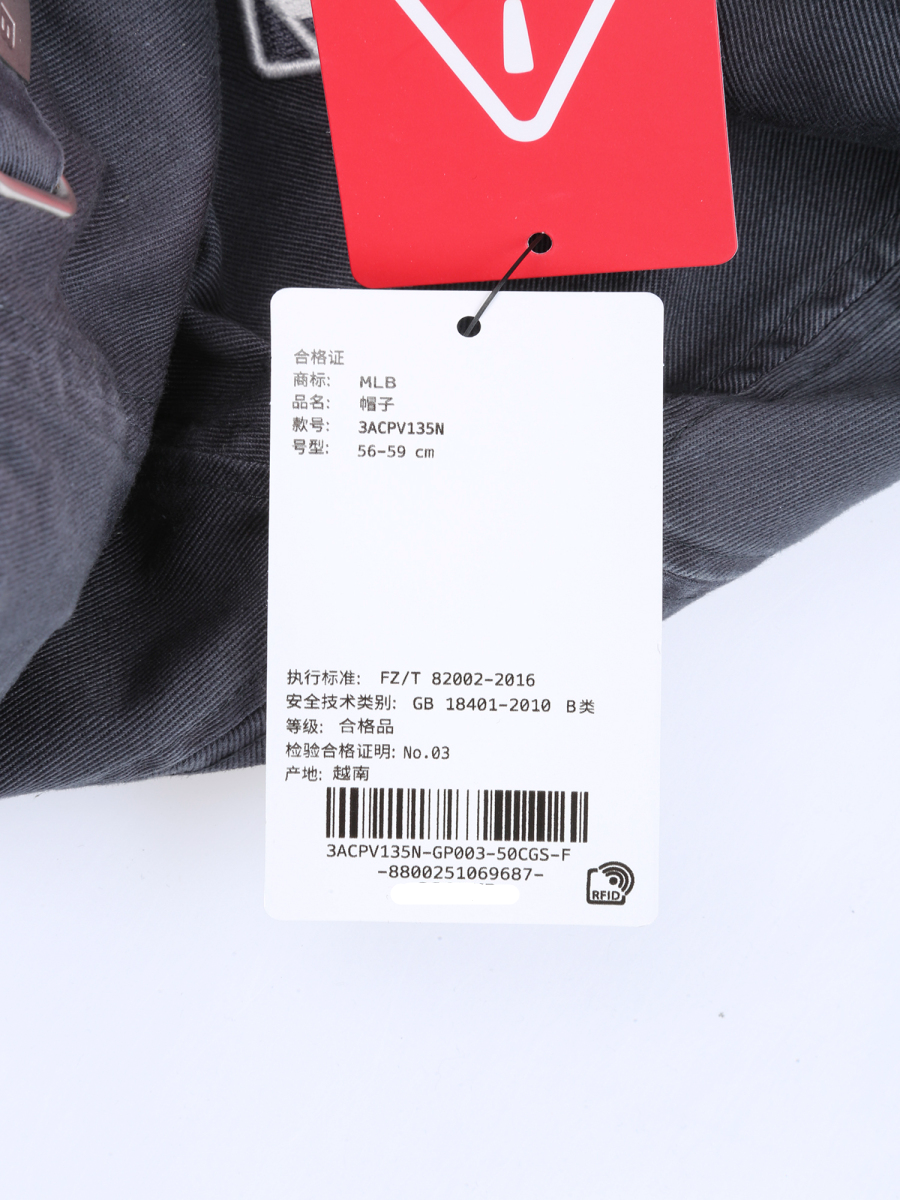 合格证
商标: MLB
品名: 帽子
款号: 3ACPV135N
号型: 56-59 cm
执行标准: FZ/T 82002-2016
安全技术类别: GB 18401-2010 B类
等级: 合格品
检验合格证明: No.03
产地: 越南
3ACPV135N-GP003-50CGS-F
-8800251069687-
RFID